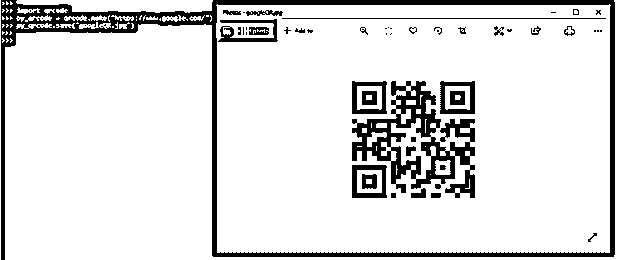 >>> import qrcode
>>> my_qrcode = qrcode.make("https://www.google.com/")
>>> my_qrcode.save("googleQR.jpg")
>>>
Photos - googleQR.jpg
+ Add to